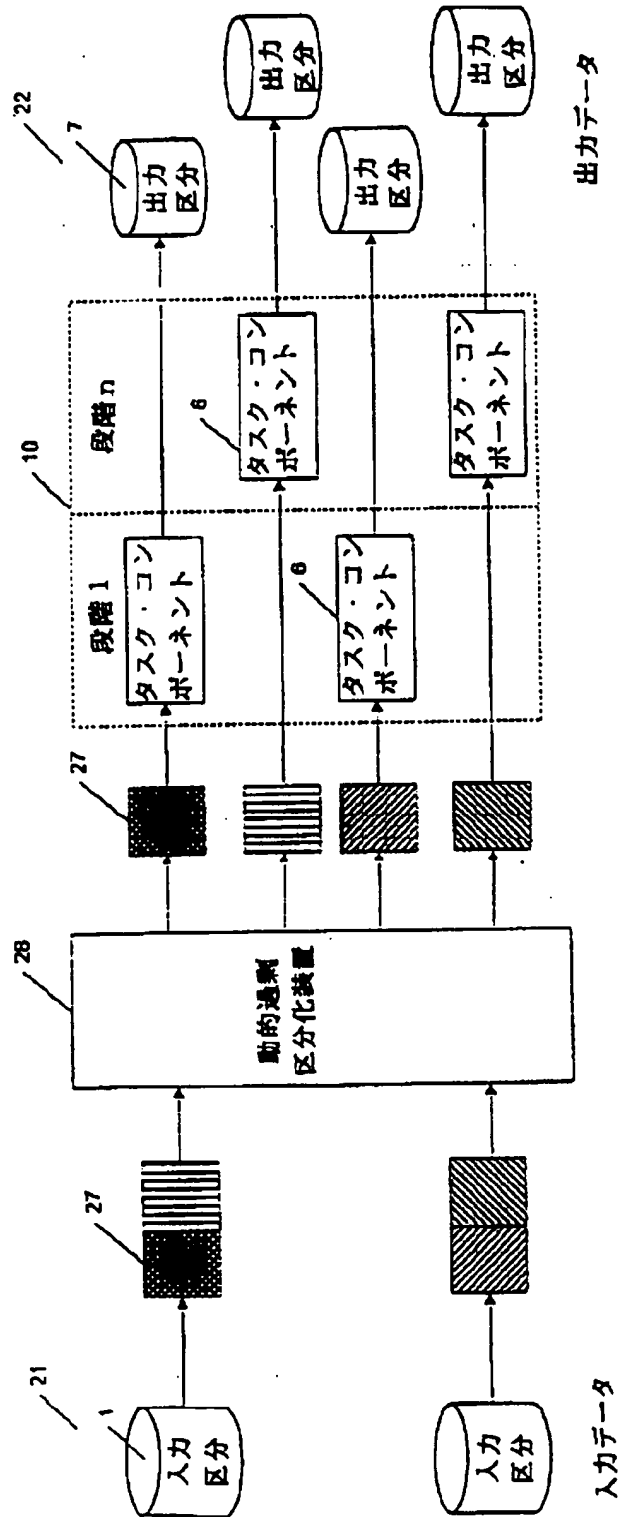 21
1
入力
区分
入力
区分
入力データ
27
28
動的過剰
区分化装置
27
10
段階1
段階n
タスク・コン
ポーネント
6
タスク・コン
ポーネント
6
タスク・コン
ポーネント
タスク・コン
ポーネント
22
7
出力
区分
出力
区分
出力
区分
出力
区分
出力データ